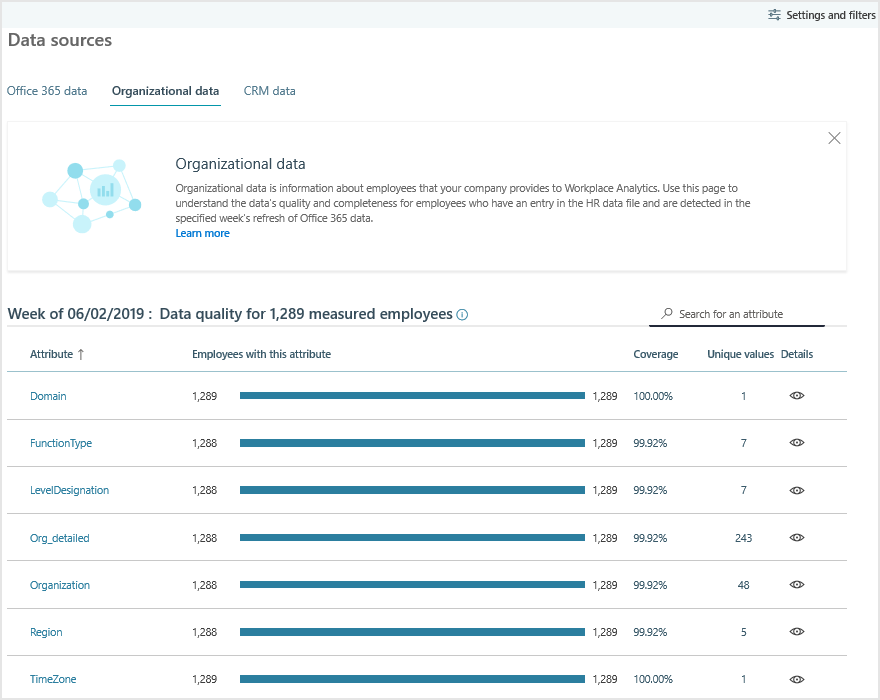 Settings and filters
Data sources
Office 365 data Organizational data CRM data
Organizational data
Organizational data is information about employees that your company provides to Workplace Analytics. Use this page to
understand the data's quality and completeness for employees who have an entry in the HR data file and are detected in the
specified week's refresh of Office 365 data.
Learn more
Week of 06/02/2019 : Data quality for 1,289 measured employees
Search for an attribute
Attribute ↑ Employees with this attribute Coverage Unique values Details
Domain 1,289 1,289 100.00% 1
FunctionType 1,288 1,289 99.92% 7
LevelDesignation 1,288 1,289 99.92% 7
Org_detailed 1,288 1,289 99.92% 243
Organization 1,288 1,289 99.92% 48
Region 1,288 1,289 99.92% 5
TimeZone 1,289 1,289 100.00% 1